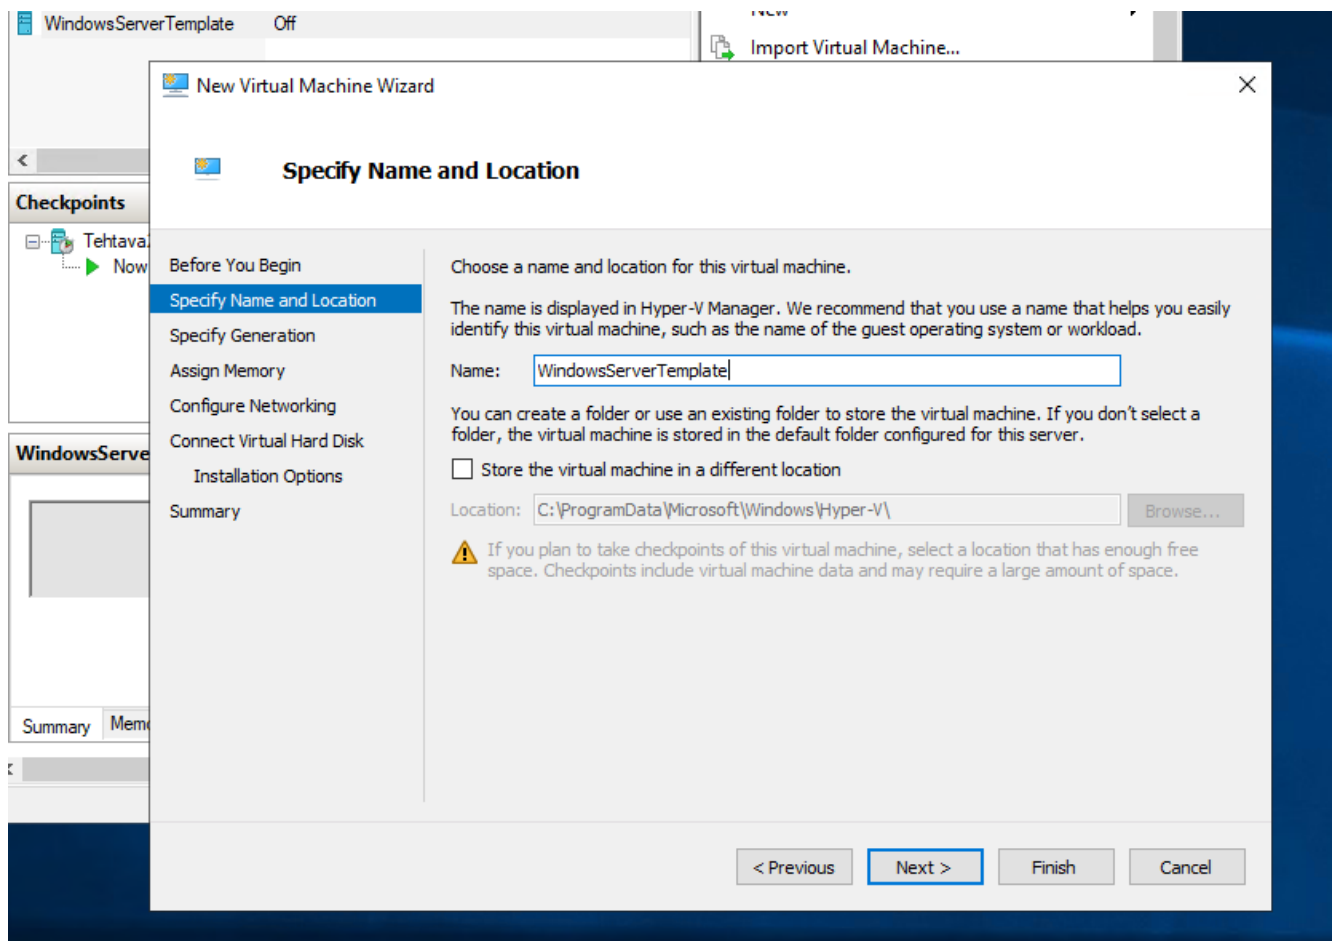 WindowsServerTemplate Off
New
Import Virtual Machine...
New Virtual Machine Wizard
Specify Name and Location
Checkpoints
Now
Before You Begin
Specify Name and Location
Specify Generation
Assign Memory
Configure Networking
Connect Virtual Hard Disk
Installation Options
Summary
Choose a name and location for this virtual machine.
The name is displayed in Hyper-V Manager. We recommend that you use a name that helps you easily
identify this virtual machine, such as the name of the guest operating system or workload.
Name: WindowsServerTemplate
You can create a folder or use an existing folder to store the virtual machine. If you don't select a
folder, the virtual machine is stored in the default folder configured for this server.
Store the virtual machine in a different location
Location: C:\ProgramData\Microsoft\Windows\Hyper-V\
Browse...
If you plan to take checkpoints of this virtual machine, select a location that has enough free
space. Checkpoints include virtual machine data and may require a large amount of space.
WindowsServe
Summary Memo
< Previous Next > Finish Cancel